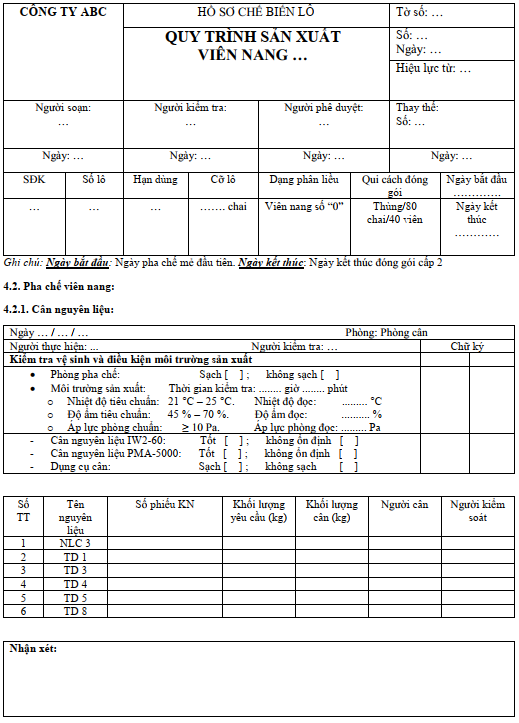 CÔNG TY ABC
HỒ SƠ CHẾ BIẾN LÔ
Tờ số: …
QUY TRÌNH SẢN XUẤT
VIÊN NANG …
Số: …
Ngày: …
Hiệu lực từ: …
Người soạn:
…
Người kiểm tra:
…
Người phê duyệt:
…
Thay thế:
Số: …
Ngày: …
Ngày: …
Ngày: …
Ngày: …
SĐK
Số lô
Hạn dùng
Cỡ lô
Dạng phân liều
Qui cách đóng
gói
Ngày bắt đầu
………….
…
…
…
……. chai
Viên nang số “0”
Thùng/80
chai/40 viên
Ngày kết
thúc
…………
Ghi chú: Ngày bắt đầu: Ngày pha chế mẻ đầu tiên. Ngày kết thúc: Ngày kết thúc đóng gói cấp 2
4.2. Pha chế viên nang:
4.2.1. Cân nguyên liệu:
Ngày … / … / … Phòng: Phòng cân
Người thực hiện: ... Người kiểm tra: … Chữ ký
Kiểm tra vệ sinh và điều kiện môi trường sản xuất
• Phòng pha chế: Sạch [ ] ; không sạch [ ]
• Môi trường sản xuất: Thời gian kiểm tra: ........ giờ ........ phút
o Nhiệt độ tiêu chuẩn: 21 °C – 25 °C. Nhiệt độ đọc: ......... °C
o Độ ẩm tiêu chuẩn: 45 % – 70 %. Độ ẩm đọc: .......... %
o Áp lực phòng chuẩn: ≥ 10 Pa. Áp lực phòng đọc: ......... Pa
- Cân nguyên liệu IW2-60: Tốt [ ] ; không ổn định [ ]
- Cân nguyên liệu PMA-5000: Tốt [ ] ; không ổn định [ ]
- Dụng cụ cân: Sạch [ ] ; không sạch [ ]
Số
TT
Tên
nguyên
liệu
Số phiếu KN
Khối lượng
yêu cầu (kg)
Khối lượng
cân (kg)
Người cân
Người kiểm
soát
1 NLC 3
2 TD 1
3 TD 3
4 TD 4
5 TD 5
6 TD 8
Nhận xét: